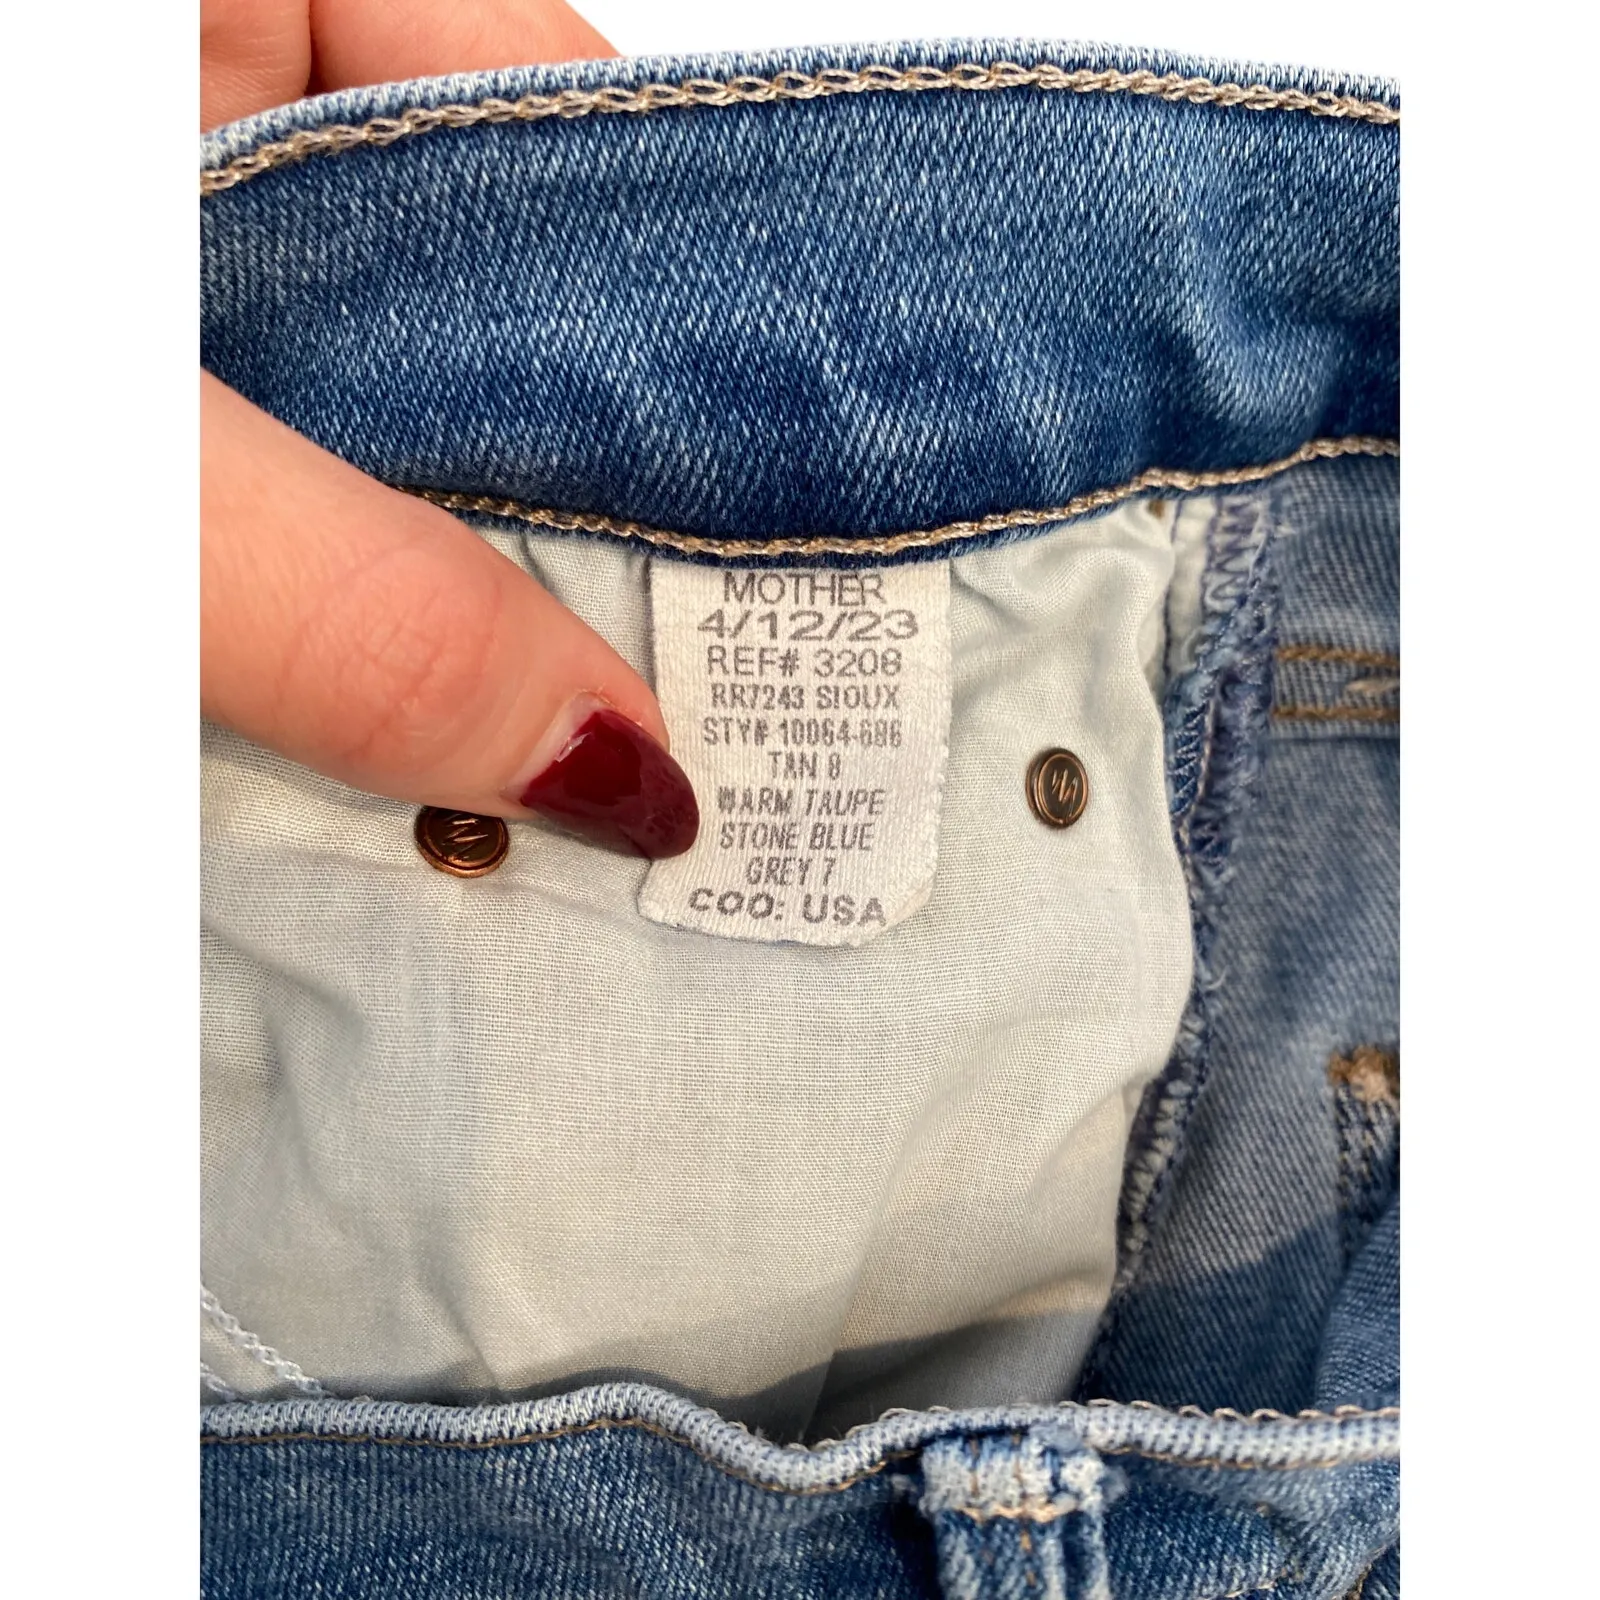 MOTHER
4/12/23
REF# 3208
RR7243 SIOUX
STY# 10064-686
TAN 8
WARM TAUPE
STONE BLUE
GREY 7
COO: USA